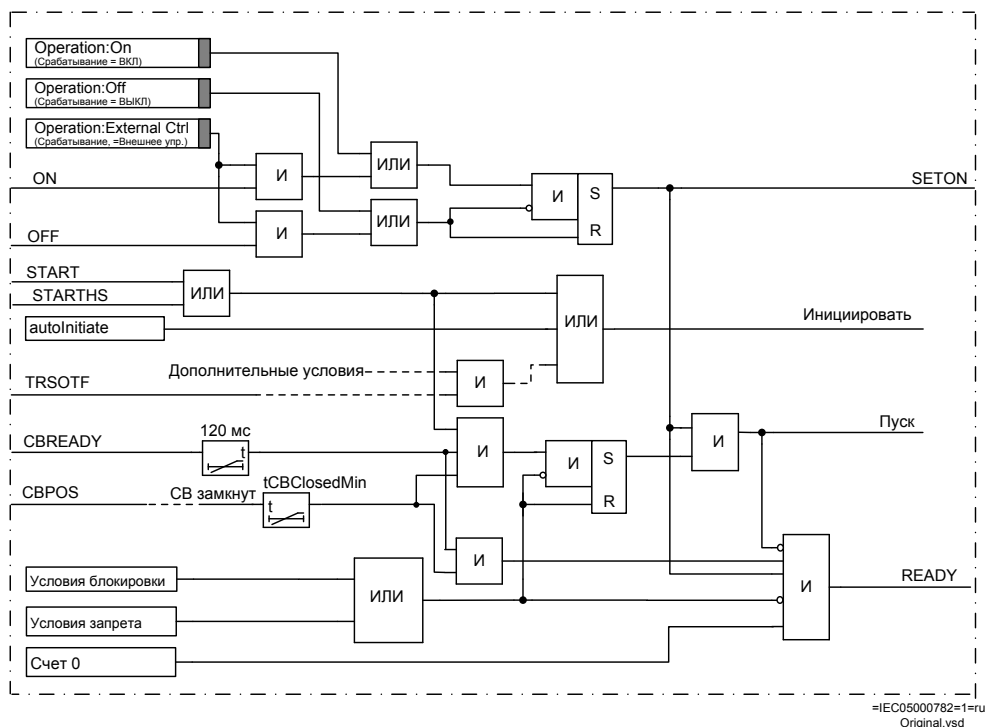 Operation:On
(Срабатывание = ВКЛ)
Operation:Off
(Срабатывание = ВЫКЛ)
Operation:External Ctrl
(Срабатывание, =Внешнее упр.)
ИЛИ
И
ON
И
S
SETON
ИЛИ
И
R
OFF
START
ИЛИ
STARTHS
autoInitiate
ИЛИ
Инициировать
Дополнительные условия
И
TRSOTF
120 мс
CBREADY
t
И
И
S
R
И
Пуск
CBPOS
CB замкнут
tCBClosedMin
t
И
Условия блокировки
ИЛИ
И
READY
Условия запрета
Счет 0
=IEC05000782=1=ru
Original.vsd